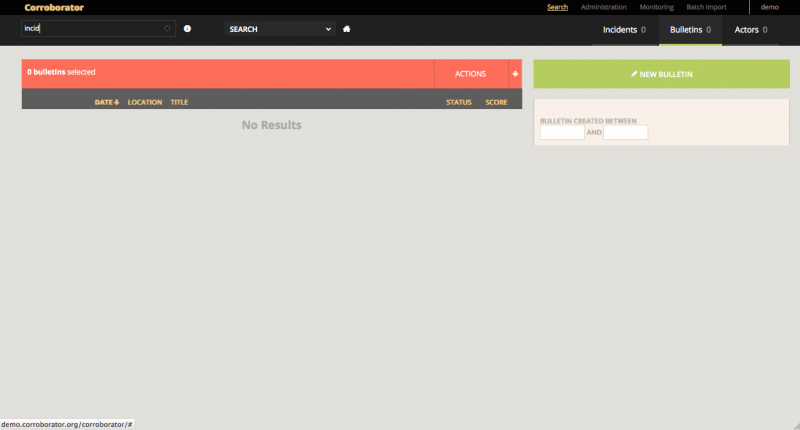 Corroborator
Search Administration Monitoring Batch Import demo
incid SEARCH Incidents 0 Bulletins 0 Actors 0
0 bulletins selected ACTIONS NEW BULLETIN
DATE LOCATION TITLE STATUS SCORE
No Results
BULLETIN CREATED BETWEEN
AND
demo.corroborator.org/corroborator/#